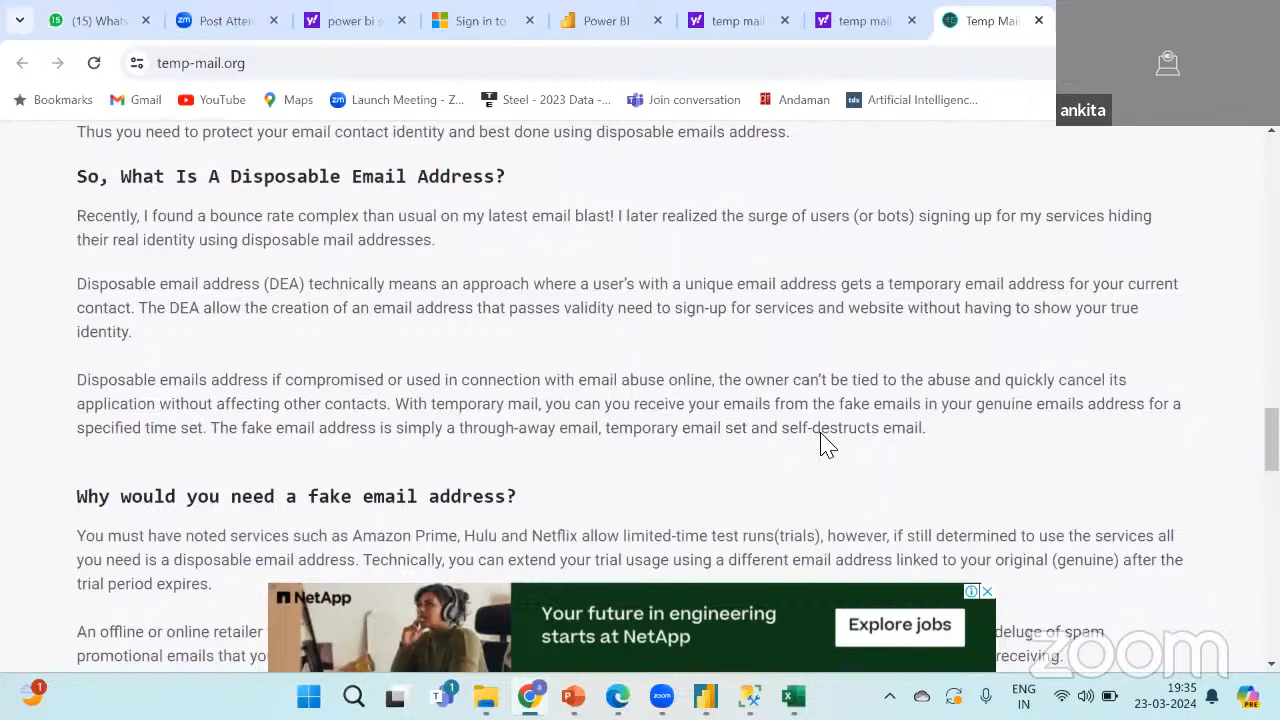 (15) Whats
Post Atten
power bi s
Sign in to
Power BI
temp mail
temp mail
Temp Mail
temp-mail.org
Bookmarks
Gmail
YouTube
Maps
Launch Meeting - Z...
Steel - 2023 Data -...
Join conversation
Andaman
tds
Artificial Intelligenc...
ankita
Thus you need to protect your email contact identity and best done using disposable emails address.
So, What Is A Disposable Email Address?
Recently, I found a bounce rate complex than usual on my latest email blast! I later realized the surge of users (or bots) signing up for my services hiding
their real identity using disposable mail addresses.
Disposable email address (DEA) technically means an approach where a user's with a unique email address gets a temporary email address for your current
contact. The DEA allow the creation of an email address that passes validity need to sign-up for services and website without having to show your true
identity.
Disposable emails address if compromised or used in connection with email abuse online, the owner can't be tied to the abuse and quickly cancel its
application without affecting other contacts. With temporary mail, you can you receive your emails from the fake emails in your genuine emails address for a
specified time set. The fake email address is simply a through-away email, temporary email set and self-destructs email.
Why would you need a fake email address?
You must have noted services such as Amazon Prime, Hulu and Netflix allow limited-time test runs(trials), however, if still determined to use the services all
you need is a disposable email address. Technically, you can extend your trial usage using a different email address linked to your original (genuine) after the
trial period expires.
An offline or online retailer
deluge of spam
promotional emails that yo
receiving.
NetApp
Your future in engineering
starts at NetApp
Explore jobs
zoom
1
1
zoom
ENG
IN
19:35
23-03-2024
PRE